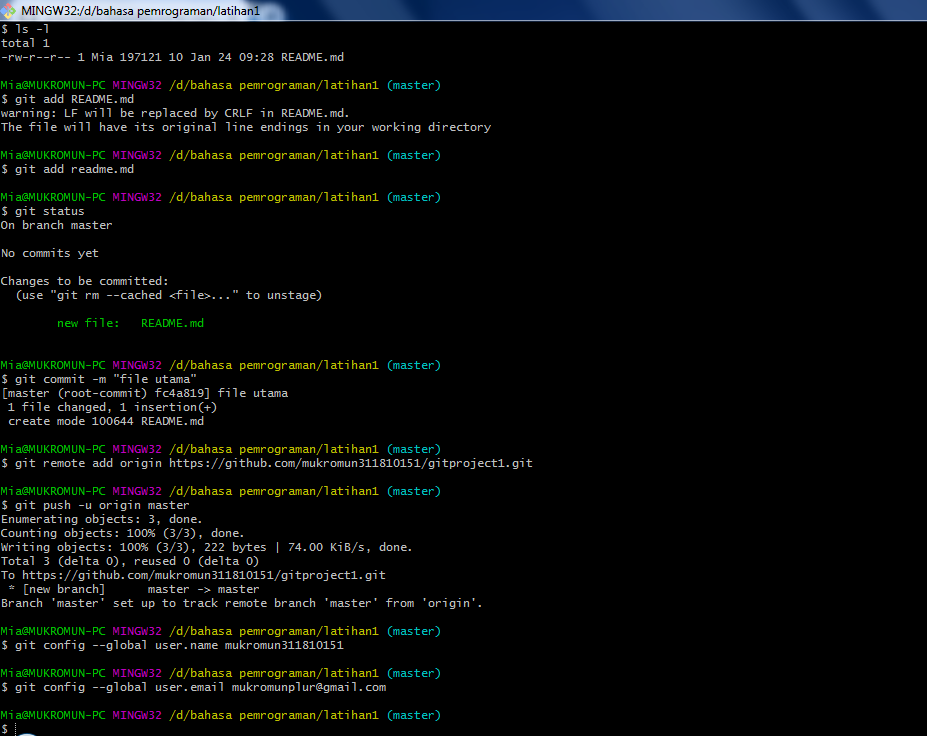 MINGW32:/d/bahasa pemrograman/latihan1
$ ls -l
total 1
-rw-r--r-- 1 Mia 197121 10 Jan 24 09:28 README.md
Mia@MUKROMUN-PC MINGW32 /d/bahasa pemrograman/latihan1 (master)
$ git add README.md
warning: LF will be replaced by CRLF in README.md.
The file will have its original line endings in your working directory
Mia@MUKROMUN-PC MINGW32 /d/bahasa pemrograman/latihan1 (master)
$ git add readme.md
Mia@MUKROMUN-PC MINGW32 /d/bahasa pemrograman/latihan1 (master)
$ git status
On branch master
No commits yet
Changes to be committed:
  (use "git rm --cached <file>..." to unstage)
        new file:   README.md
Mia@MUKROMUN-PC MINGW32 /d/bahasa pemrograman/latihan1 (master)
$ git commit -m "file utama"
[master (root-commit) fc4a819] file utama
 1 file changed, 1 insertion(+)
 create mode 100644 README.md
Mia@MUKROMUN-PC MINGW32 /d/bahasa pemrograman/latihan1 (master)
$ git remote add origin https://github.com/mukromun311810151/gitproject1.git
Mia@MUKROMUN-PC MINGW32 /d/bahasa pemrograman/latihan1 (master)
$ git push -u origin master
Enumerating objects: 3, done.
Counting objects: 100% (3/3), done.
Writing objects: 100% (3/3), 222 bytes | 74.00 KiB/s, done.
Total 3 (delta 0), reused 0 (delta 0)
To https://github.com/mukromun311810151/gitproject1.git
 * [new branch]      master -> master
Branch 'master' set up to track remote branch 'master' from 'origin'.
Mia@MUKROMUN-PC MINGW32 /d/bahasa pemrograman/latihan1 (master)
$ git config --global user.name mukromun311810151
Mia@MUKROMUN-PC MINGW32 /d/bahasa pemrograman/latihan1 (master)
$ git config --global user.email mukromunplur@gmail.com
Mia@MUKROMUN-PC MINGW32 /d/bahasa pemrograman/latihan1 (master)
$